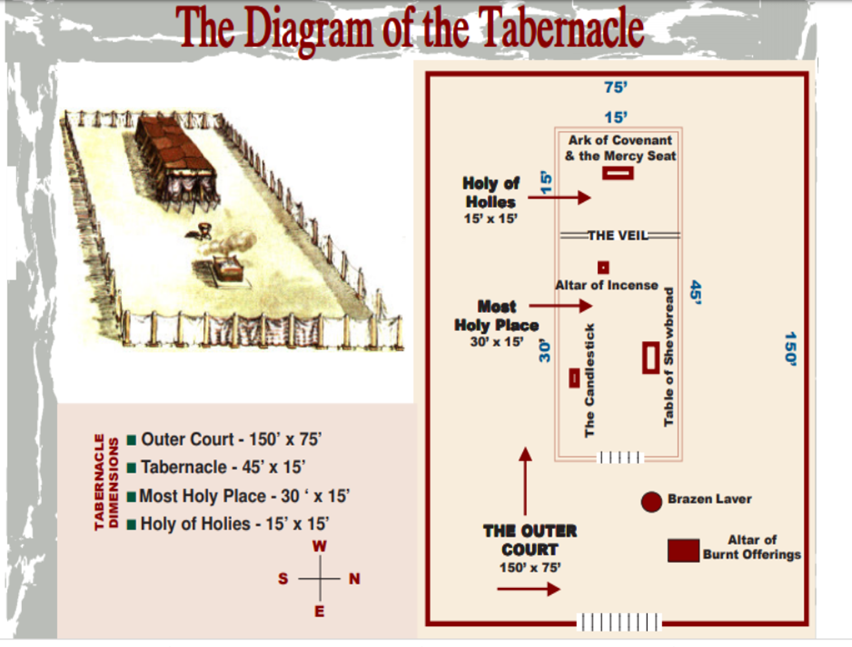 The Diagram of the Tabernacle
75'
15'
Ark of Covenant
& the Mercy Seat
15'
Holy of
Holies
15' x 15'
THE VEIL
Altar of Incense
Most
Holy Place
30' x 15'
45'
30'
The Candlestick
Table of Shewbread
150'
Brazen Laver
THE OUTER
COURT
150' x 75'
Altar of
Burnt Offerings
TABERNACLE
DIMENSIONS
Outer Court - 150' x 75'
Tabernacle - 45' x 15'
Most Holy Place - 30 ‘ x 15'
Holy of Holies - 15' x 15'
W
S N
E